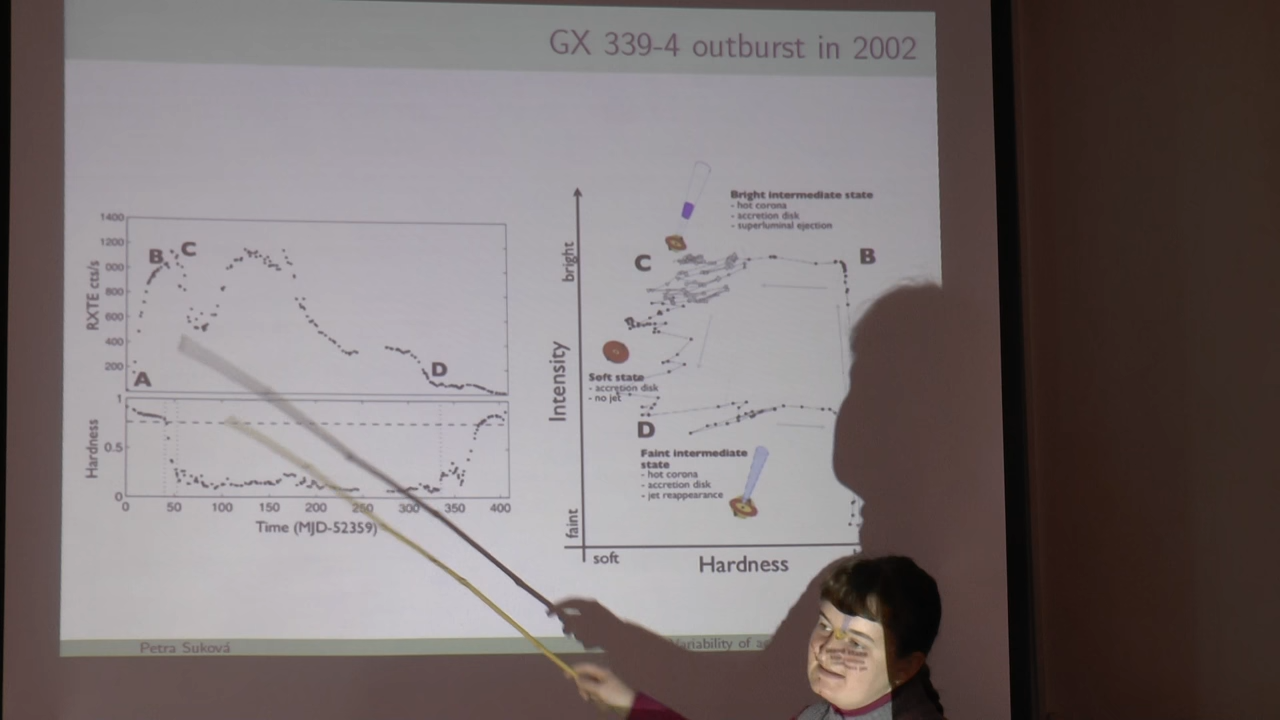 GX 339-4 outburst in 2002
1400
1200
000
800
600
400
200
RXTE cts/s
A
B
C
D
1
0.5
0
Hardness
0
50
100
150
200
250
300
350
400
Time (MJD-52359)
bright
Intensity
faint
soft
Hardness
Bright intermediate state
- hot corona
- accretion disk
- superluminal ejection
C
B
Soft state
- accretion disk
- no jet
D
Faint intermediate
state
- hot corona
- accretion disk
- jet reappearance
Petra Suková
Variability of